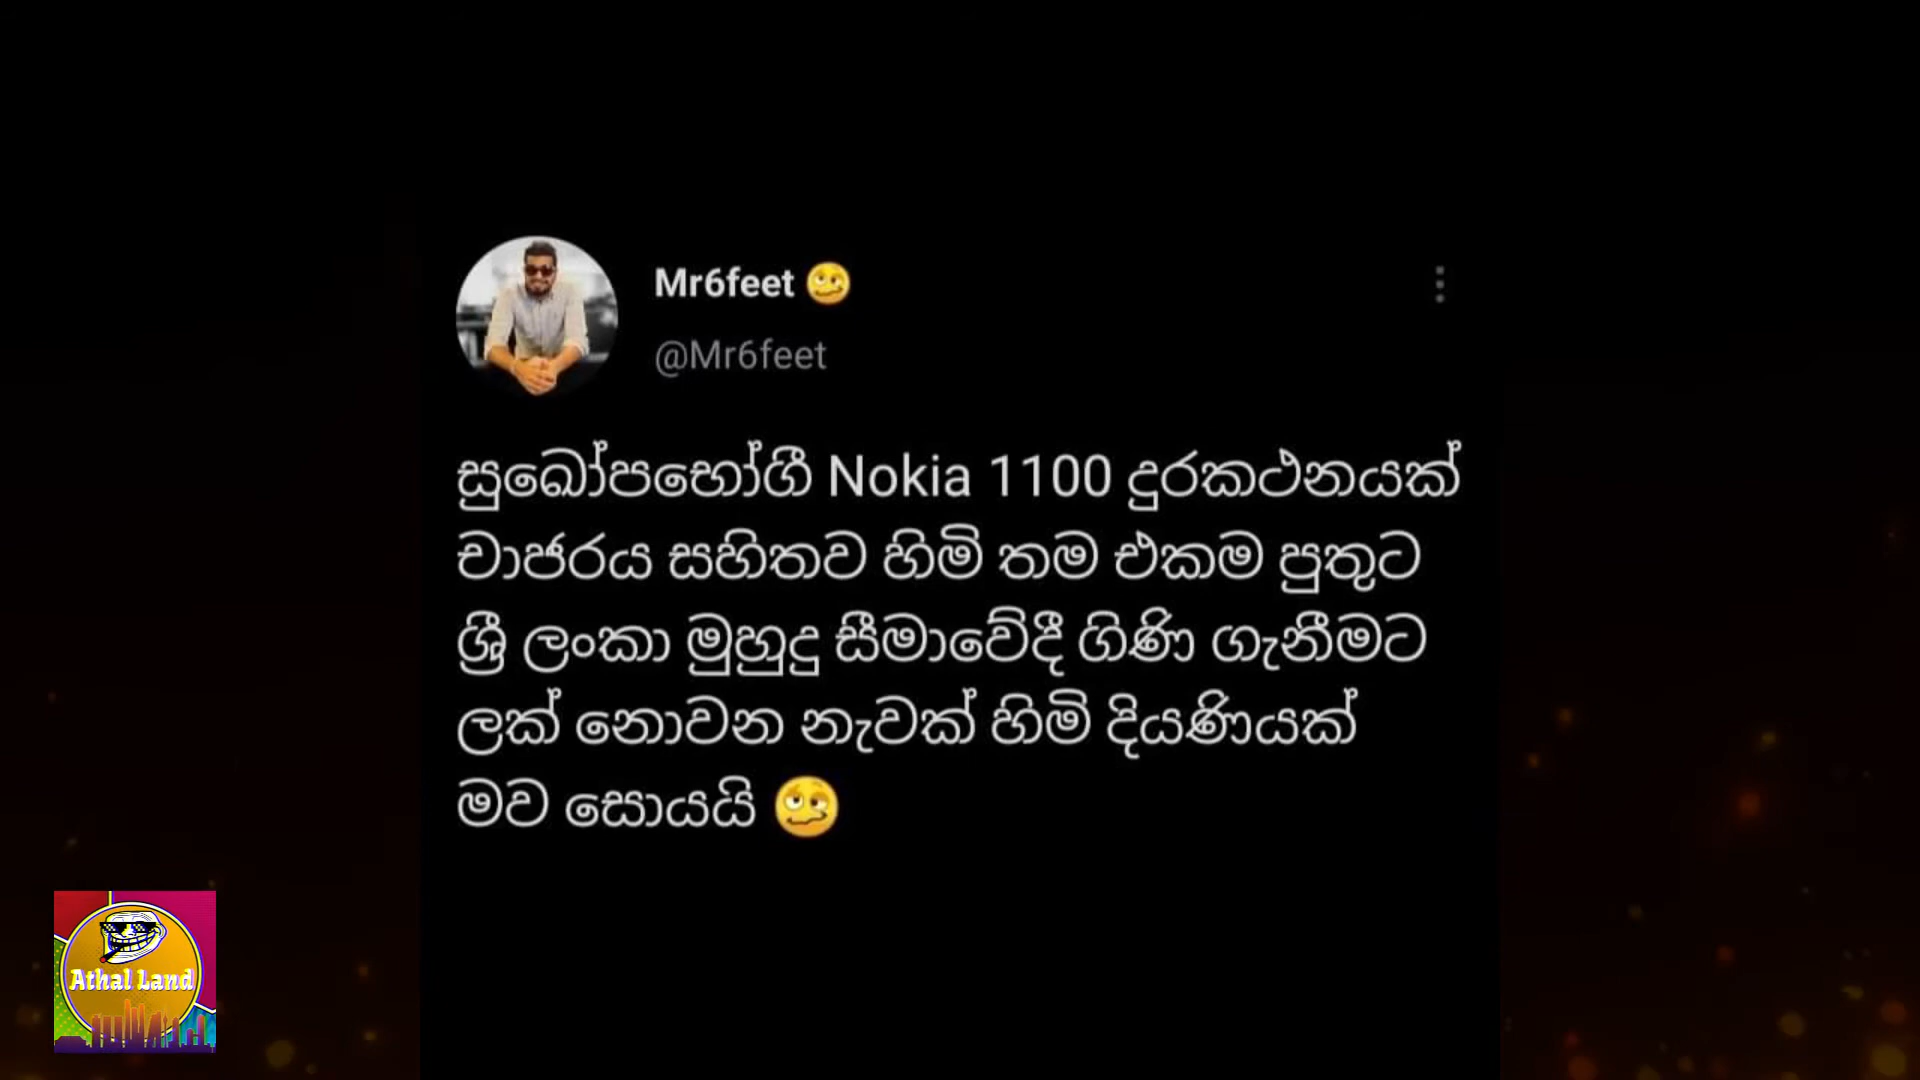 Mr6feet 🥴
@Mr6feet
සුඛෝපභෝගී Nokia 1100 දුරකථනයක්
චාජරය සහිතව හිමි තම එකම පුතුට
ශ්‍රී ලංකා මුහුදු සීමාවේදී ගිණි ගැනීමට
ලක් නොවන නැවක් හිමි දියණියක්
මව සොයයි 🥴
Athal Land